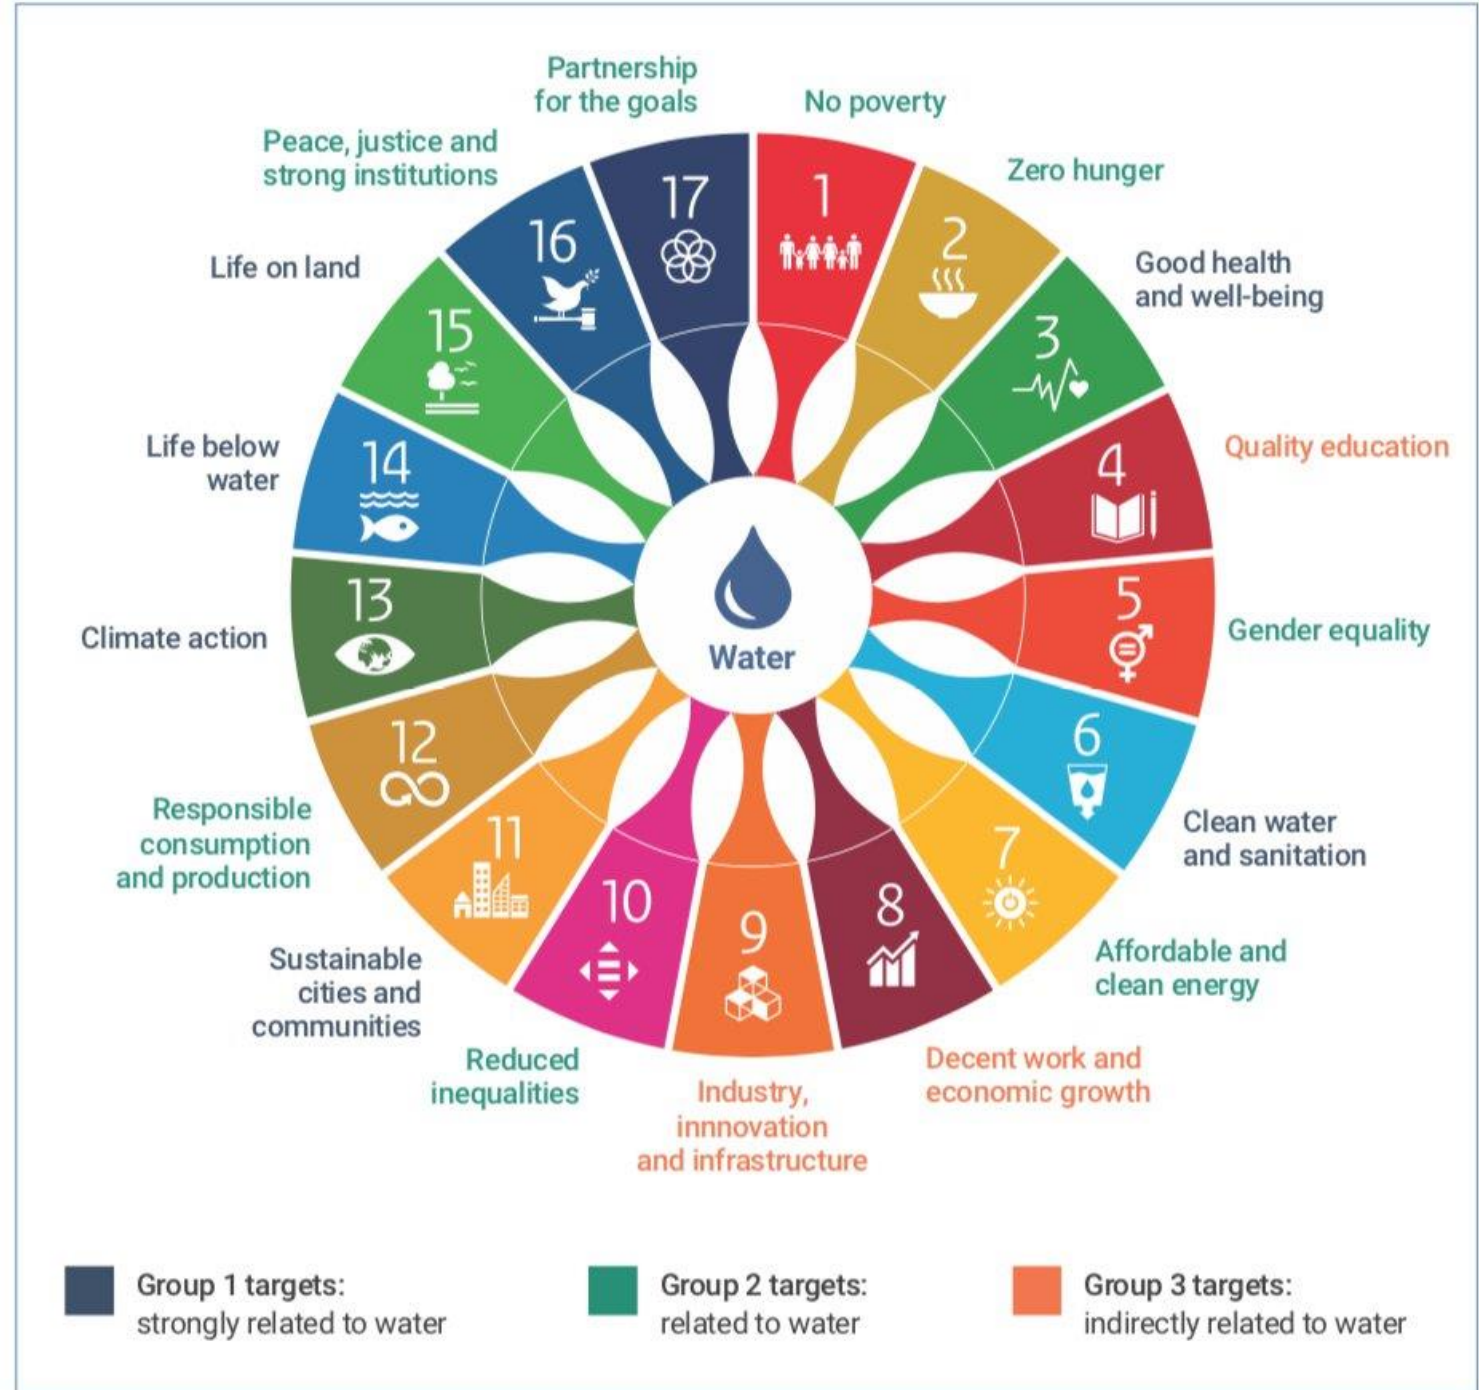 Partnership
for the goals
No poverty
Peace, justice and
strong institutions
Zero hunger
Life on land
Good health
and well-being
Life below
water
Quality education
Climate action
Gender equality
Responsible
consumption
and production
Clean water
and sanitation
Sustainable
cities and
communities
Affordable and
clean energy
Reduced
inequalities
Industry,
innnovation
and infrastructure
Decent work and
economic growth
1
2
3
4
5
6
7
8
9
10
11
12
13
14
15
16
17
Water
Group 1 targets:
strongly related to water
Group 2 targets:
related to water
Group 3 targets:
indirectly related to water